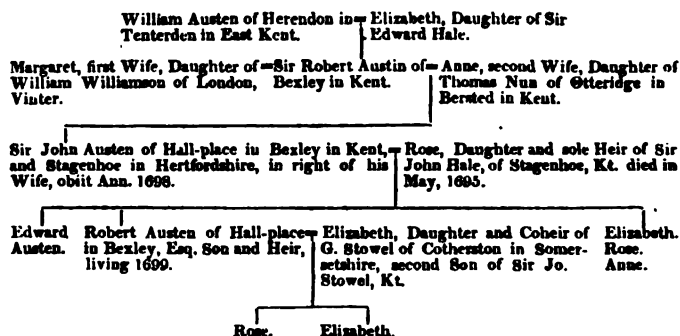 William Austen of Herendon in= Elizabeth, Daughter of Sir
Tenterden in East Kent. Edward Hale.
Margaret, first Wife, Daughter of=Sir Robert Austin of= Anne, second Wife, Daughter of
William Williamson of London, Bexley in Kent. Thomas Nun of Otteridge in
Vinter. Bersted in Kent.
Sir John Austen of Hall-place in Bexley in Kent,= Rose, Daughter and sole Heir of Sir
and Stagenhoe in Hertfordshire, in right of his John Hale, of Stagenhoe, Kt. died in
Wife, obiit Ann. 1698. May, 1695.
Edward Robert Austen of Hall-place= Elizabeth, Daughter and Coheir of Elizabeth.
Austen. in Bexley, Esq. Son and Heir, G. Stowel of Cotherston in Somer- Rose.
living 1699. setshire, second Son of Sir Jo. Anne.
Stowel, Kt.
Rose. Elizabeth.